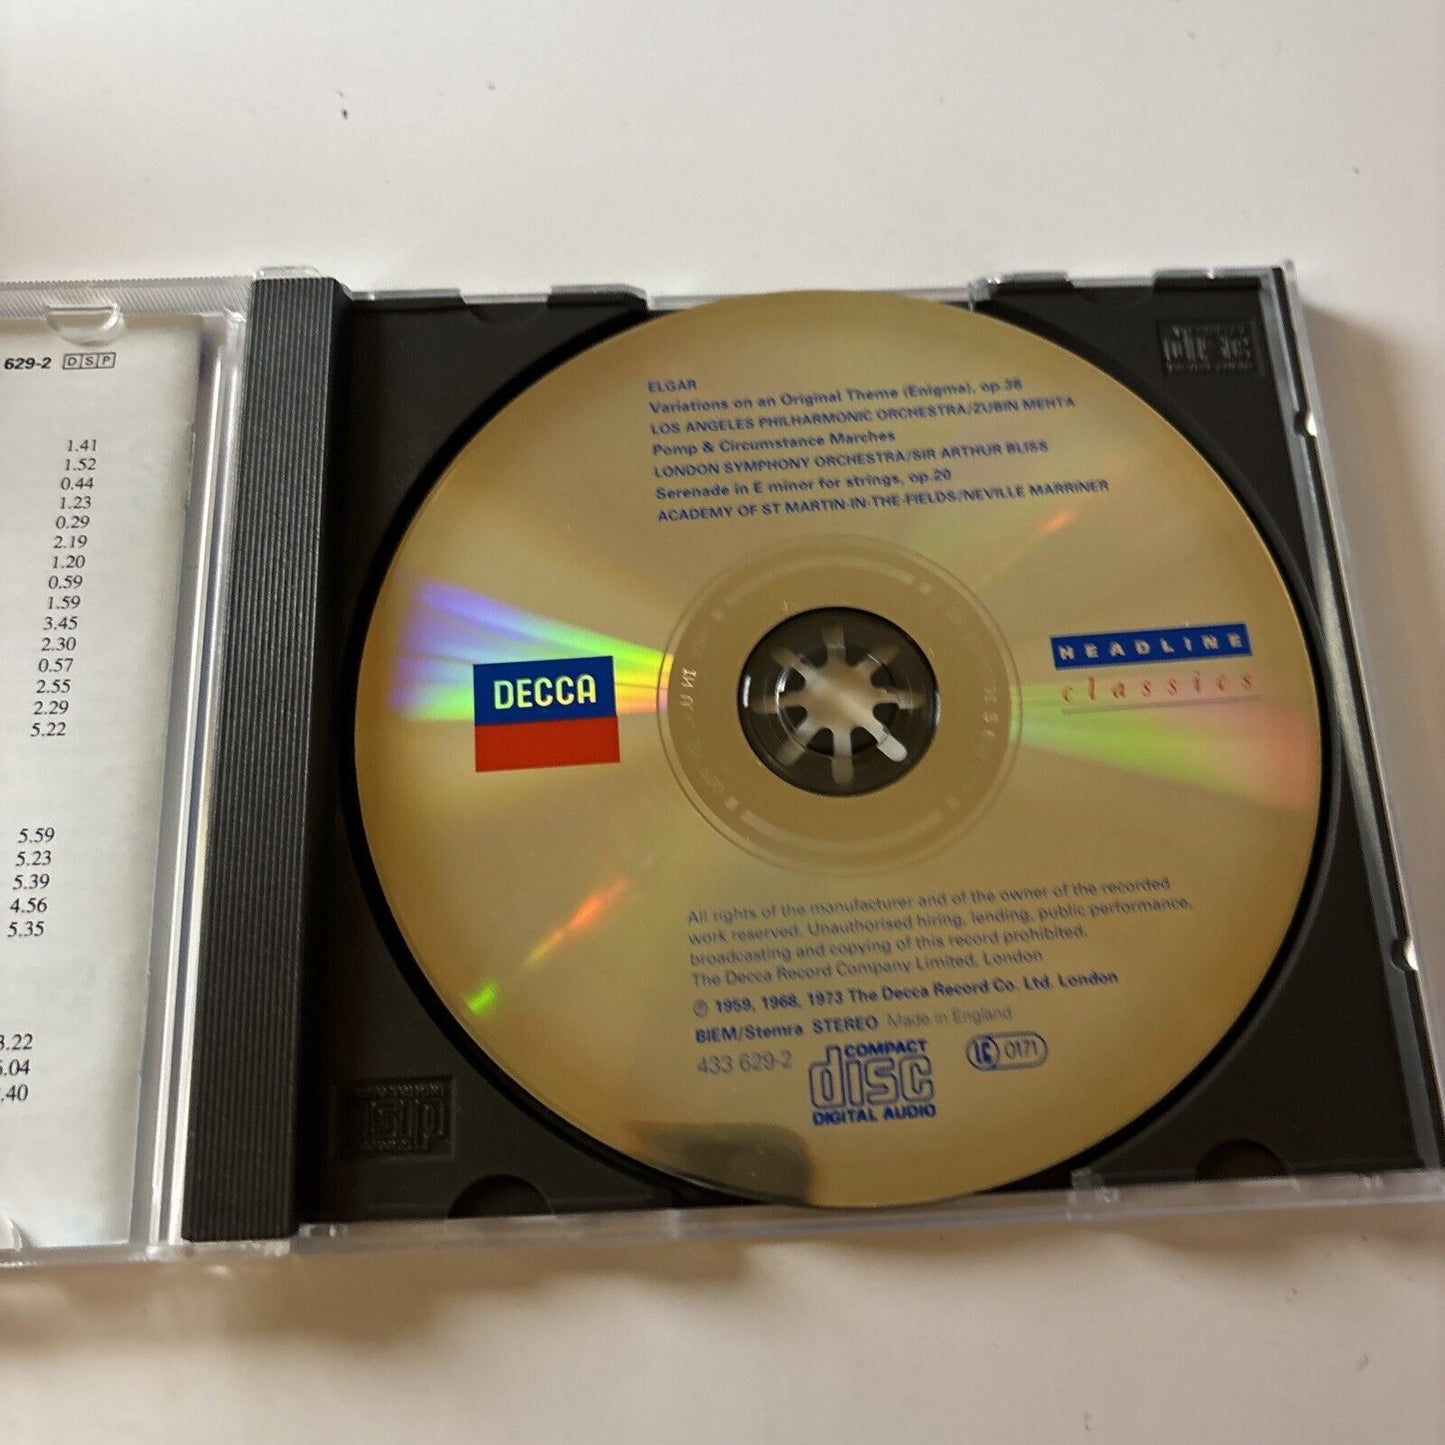 629-2 DSP
1.41
1.52
0.44
1.23
0.29
2.19
1.20
0.59
1.59
3.45
2.30
0.57
2.55
2.29
5.22
5.59
5.23
5.39
4.56
5.35
3.22
.04
.40
ELGAR
Variations on an Original Theme (Enigma), op.36
LOS ANGELES PHILHARMONIC ORCHESTRA/ZUBIN MEHTA
Pomp & Circumstance Marches
LONDON SYMPHONY ORCHESTRA/SIR ARTHUR BLISS
Serenade in E minor for strings, op.20
ACADEMY OF ST MARTIN-IN-THE-FIELDS/NEVILLE MARRINER
DECCA
HEADLINE
classics
All rights of the manufacturer and of the owner of the recorded
work reserved. Unauthorised hiring, lending, public performance,
broadcasting and copying of this record prohibited.
The Decca Record Company Limited, London
℗ 1959, 1968, 1973 The Decca Record Co. Ltd. London
BIEM/Stemra STEREO Made in England
433 629-2
COMPACT
disc
DIGITAL AUDIO
LC 0171